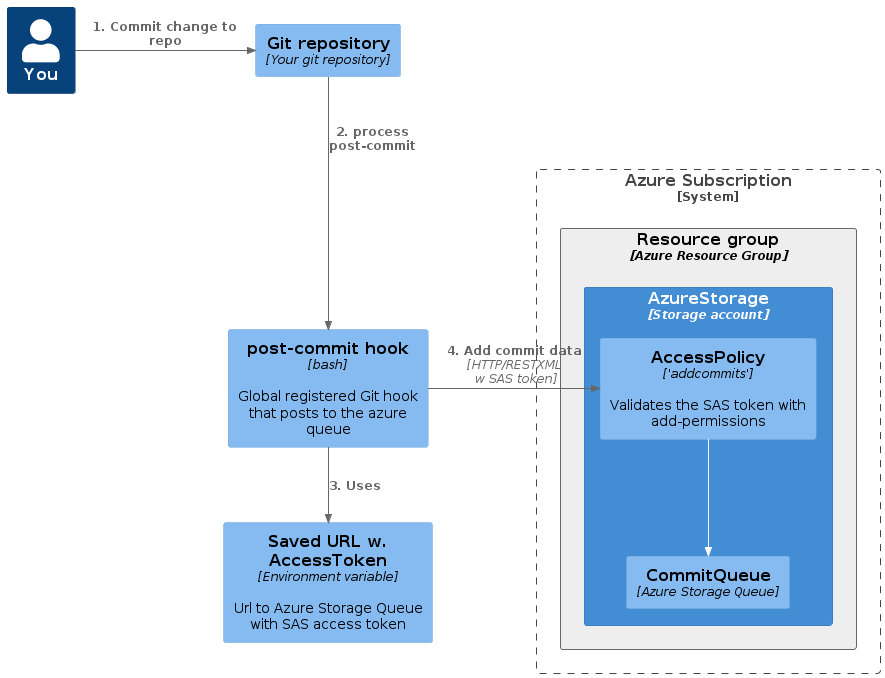 You
1. Commit change to
repo
Git repository
[Your git repository]
2. process
post-commit
Azure Subscription
[System]
Resource group
[Azure Resource Group]
AzureStorage
[Storage account]
post-commit hook
[bash]
Global registered Git hook
that posts to the azure
queue
4. Add commit data
[HTTP/RESTXML
w SAS token]
AccessPolicy
['addcommits']
Validates the SAS token with
add-permissions
3. Uses
Saved URL w.
AccessToken
[Environment variable]
Url to Azure Storage Queue
with SAS access token
CommitQueue
[Azure Storage Queue]